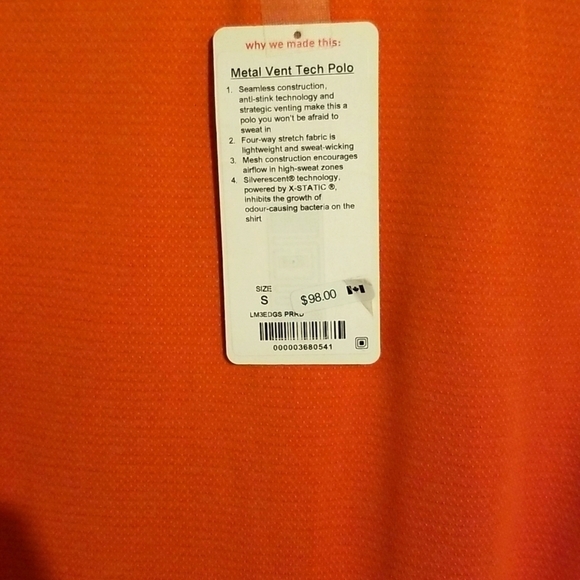 why we made this:
Metal Vent Tech Polo
1. Seamless construction,
anti-stink technology and
strategic venting make this a
polo you won't be afraid to
sweat in
2. Four-way stretch fabric is
lightweight and sweat-wicking
3. Mesh construction encourages
airflow in high-sweat zones
4. Silverescent® technology,
powered by X-STATIC ®,
inhibits the growth of
odour-causing bacteria on the
shirt
SIZE
S
$98.00
LM3EDGS
000003680541